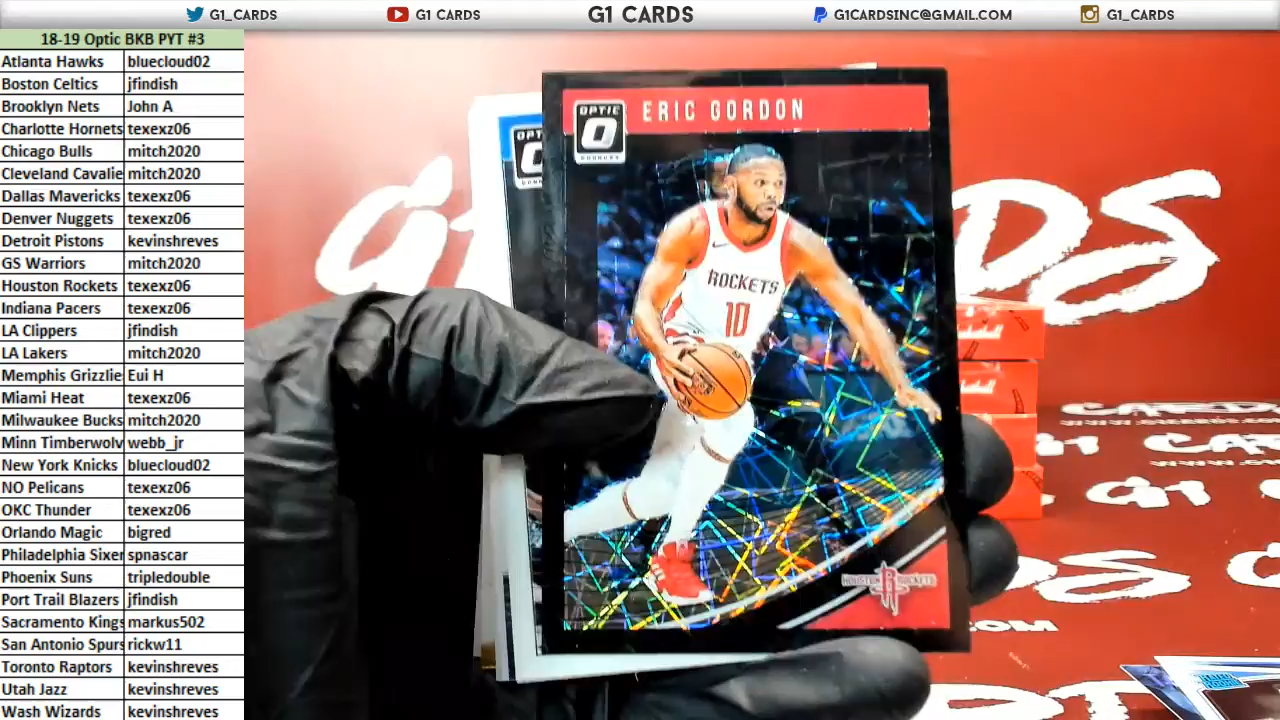 G1_CARDS
G1 CARDS
G1 CARDS
G1CARDSINC@GMAIL.COM
G1_CARDS
18-19 Optic BKB PYT #3
Atlanta Hawks bluecloud02
Boston Celtics jfindish
Brooklyn Nets John A
Charlotte Hornets texexz06
Chicago Bulls mitch2020
Cleveland Cavalie mitch2020
Dallas Mavericks texexz06
Denver Nuggets texexz06
Detroit Pistons kevinshreves
GS Warriors mitch2020
Houston Rockets texexz06
Indiana Pacers texexz06
LA Clippers jfindish
LA Lakers mitch2020
Memphis Grizzlie Eui H
Miami Heat texexz06
Milwaukee Bucks mitch2020
Minn Timberwolv webb_jr
New York Knicks bluecloud02
NO Pelicans texexz06
OKC Thunder texexz06
Orlando Magic bigred
Philadelphia Sixer spnascar
Phoenix Suns tripledouble
Port Trail Blazers jfindish
Sacramento Kings markus502
San Antonio Spurs rickw11
Toronto Raptors kevinshreves
Utah Jazz kevinshreves
Wash Wizards kevinshreves
OPTIC
DONRUSS
ERIC GORDON
ROCKETS
10
HOUSTON ROCKETS
G1
RDS
CARDS
G1 CARDS
G1